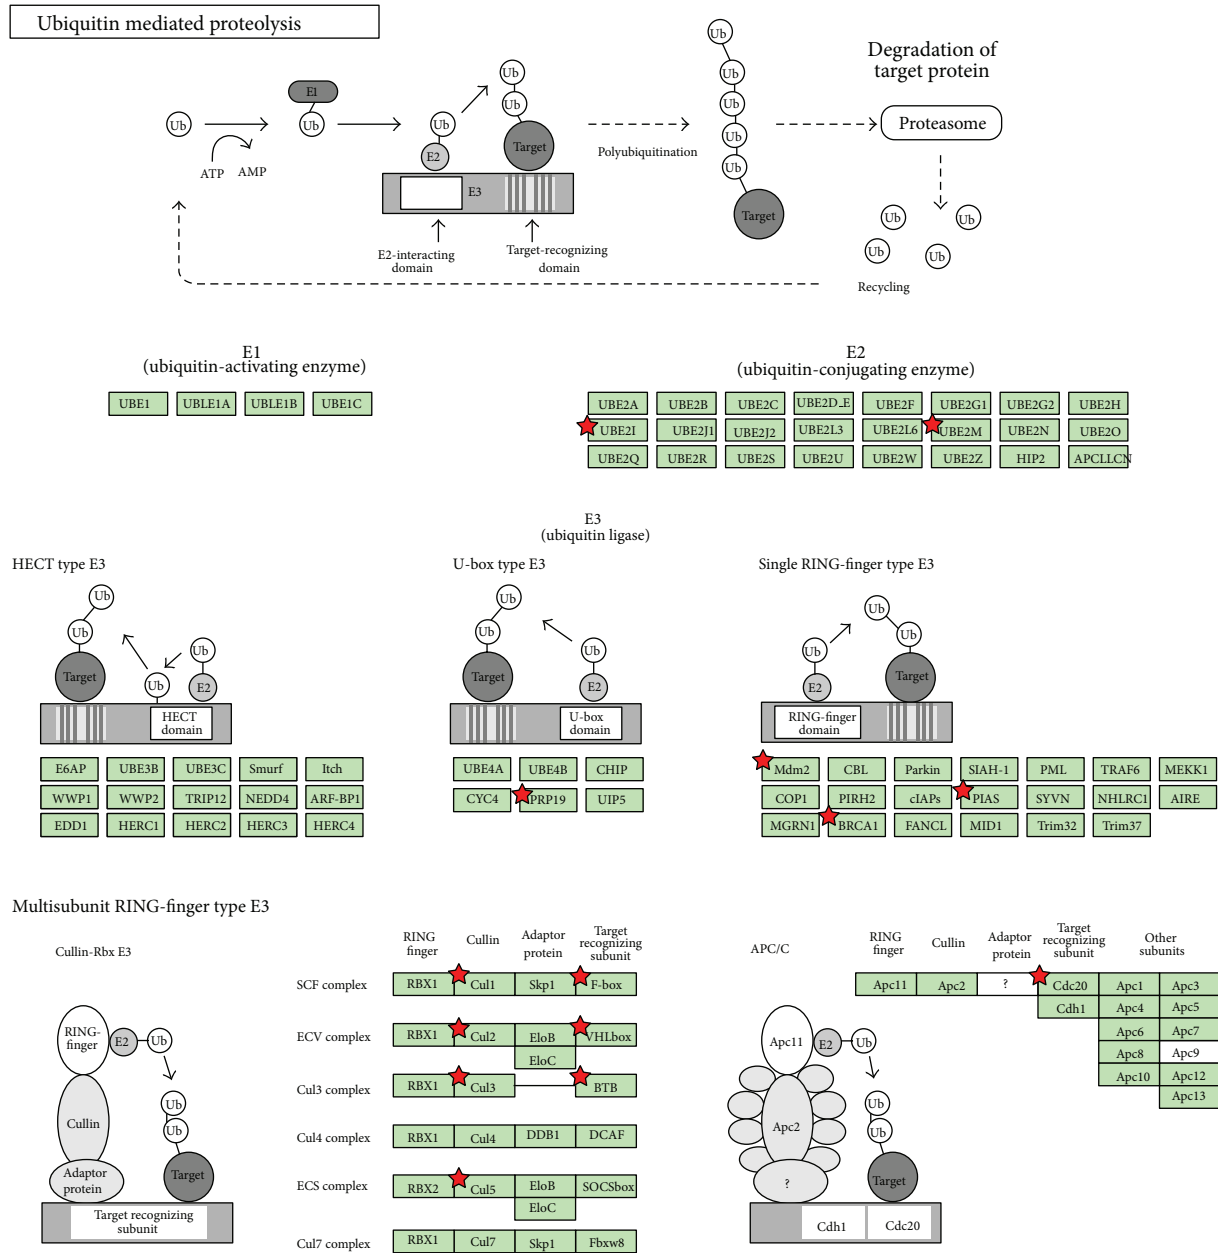 Ubiquitin mediated proteolysis
Ub
E1
Ub
ATP
AMP
Ub
E2
Ub
Ub
Target
E3
E2-interacting
domain
Target-recognizing
domain
Polyubiquitination
Ub
Ub
Ub
Ub
Ub
Target
Degradation of
target protein
Proteasome
Ub
Ub
Ub
Ub
Recycling
E1
(ubiquitin-activating enzyme)
UBE1 UBLE1A UBLE1B UBE1C
E2
(ubiquitin-conjugating enzyme)
UBE2A UBE2B UBE2C UBE2D_E UBE2F UBE2G1 UBE2G2 UBE2H
UBE2I UBE2J1 UBE2J2 UBE2L3 UBE2L6 UBE2M UBE2N UBE2O
UBE2Q UBE2R UBE2S UBE2U UBE2W UBE2Z HIP2 APCLLCN
E3
(ubiquitin ligase)
HECT type E3
Ub
Ub
Target
Ub
Ub
E2
HECT
domain
E6AP UBE3B UBE3C Smurf Itch
WWP1 WWP2 TRIP12 NEDD4 ARF-BP1
EDD1 HERC1 HERC2 HERC3 HERC4
U-box type E3
Ub
Ub
Target
Ub
E2
U-box
domain
UBE4A UBE4B CHIP
CYC4 PRP19 UIP5
Single RING-finger type E3
Ub
E2
Ub
Ub
Target
RING-finger
domain
Mdm2 CBL Parkin SIAH-1 PML TRAF6 MEKK1
COP1 PIRH2 cIAPs PIAS SYVN NHLRC1 AIRE
MGRN1 BRCA1 FANCL MID1 Trim32 Trim37
Multisubunit RING-finger type E3
Cullin-Rbx E3
RING-
finger
E2
Ub
Ub
Ub
Cullin
Adaptor
protein
Target
Target recognizing
subunit
RING
finger
Cullin
Adaptor
protein
Target
recognizing
subunit
SCF complex RBX1 Cul1 Skp1 F-box
ECV complex RBX1 Cul2 EloB VHLbox
EloC
Cul3 complex RBX1 Cul3 BTB
Cul4 complex RBX1 Cul4 DDB1 DCAF
ECS complex RBX2 Cul5 EloB SOCSbox
EloC
Cul7 complex RBX1 Cul7 Skp1 Fbxw8
APC/C
Apc11
E2
Ub
Ub
Ub
Apc2
?
Target
Cdh1 Cdc20
RING
finger
Cullin
Adaptor
protein
Target
recognizing
subunit
Other
subunits
Apc11 Apc2 ? Cdc20 Apc1 Apc3
Cdh1 Apc4 Apc5
Apc6 Apc7
Apc8 Apc9
Apc10 Apc12
Apc13